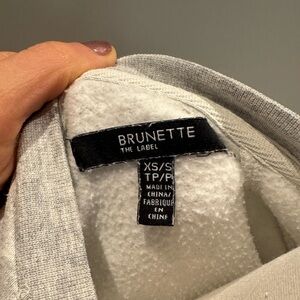 BRUNETTE
THE LABEL
XS/S
TP/P
MADE IN
CHINA/
FABRIQUÉ
EN
CHINE